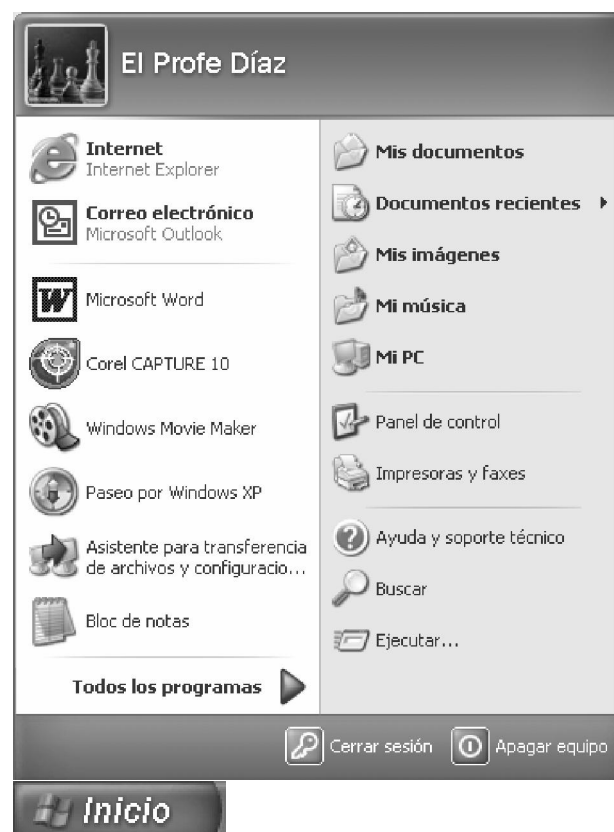 El Profe Díaz
Internet
Internet Explorer
Correo electrónico
Microsoft Outlook
Microsoft Word
Corel CAPTURE 10
Windows Movie Maker
Paseo por Windows XP
Asistente para transferencia
de archivos y configuracio...
Bloc de notas
Todos los programas
Mis documentos
Documentos recientes
Mis imágenes
Mi música
Mi PC
Panel de control
Impresoras y faxes
Ayuda y soporte técnico
Buscar
Ejecutar...
Cerrar sesión
Apagar equipo
Inicio